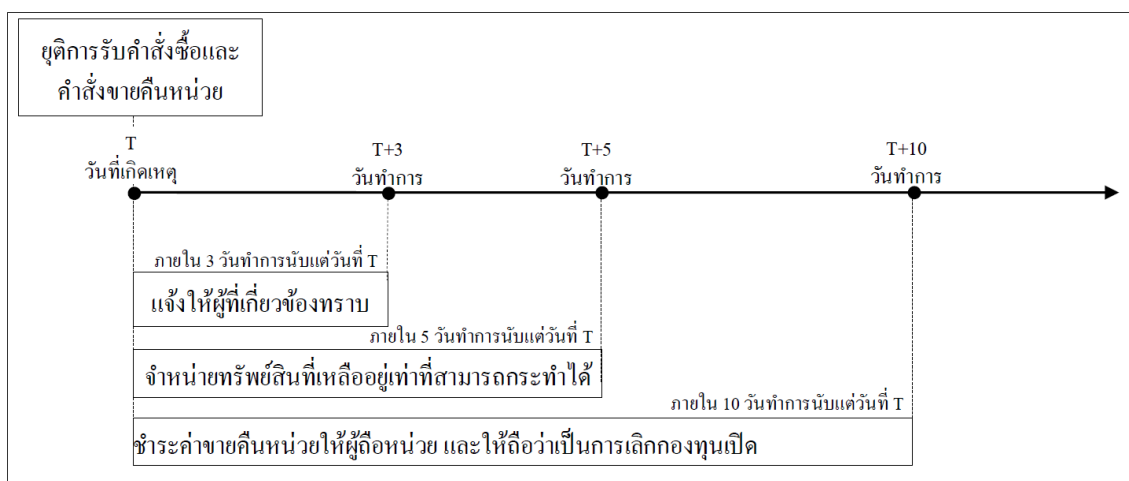 ยุติการรับคำสั่งซื้อและ
คำสั่งขายคืนหน่วย
T
วันที่เกิดเหตุ
T+3
วันทำการ
T+5
วันทำการ
T+10
วันทำการ
ภายใน 3 วันทำการนับแต่วันที่ T
แจ้งให้ผู้ที่เกี่ยวข้องทราบ
ภายใน 5 วันทำการนับแต่วันที่ T
จำหน่ายทรัพย์สินที่เหลืออยู่เท่าที่สามารถกระทำได้
ภายใน 10 วันทำการนับแต่วันที่ T
ชำระค่าขายคืนหน่วยให้ผู้ถือหน่วย และให้ถือว่าเป็นการเลิกกองทุนเปิด